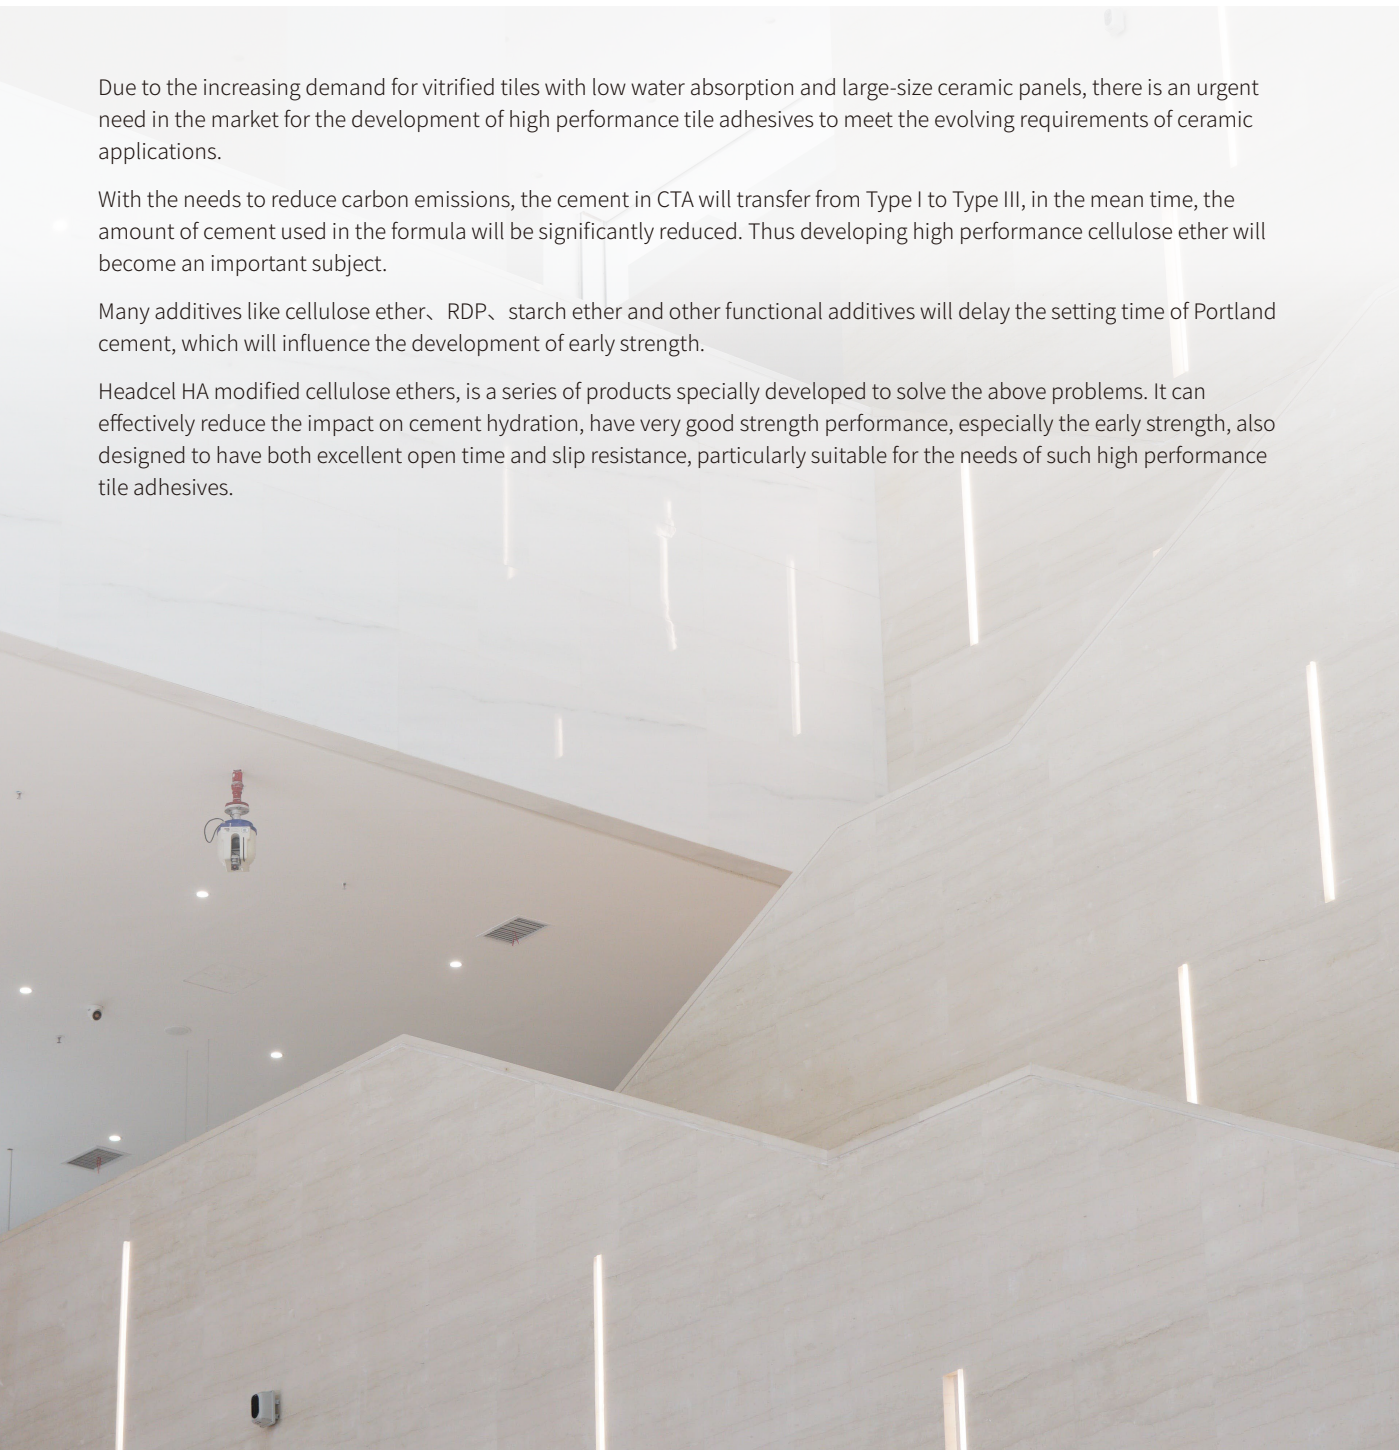 Due to the increasing demand for vitrified tiles with low water absorption and large-size ceramic panels, there is an urgent
need in the market for the development of high performance tile adhesives to meet the evolving requirements of ceramic
applications.
With the needs to reduce carbon emissions, the cement in CTA will transfer from Type I to Type III, in the mean time, the
amount of cement used in the formula will be significantly reduced. Thus developing high performance cellulose ether will
become an important subject.
Many additives like cellulose ether、RDP、starch ether and other functional additives will delay the setting time of Portland
cement, which will influence the development of early strength.
Headcel HA modified cellulose ethers, is a series of products specially developed to solve the above problems. It can
effectively reduce the impact on cement hydration, have very good strength performance, especially the early strength, also
designed to have both excellent open time and slip resistance, particularly suitable for the needs of such high performance
tile adhesives.